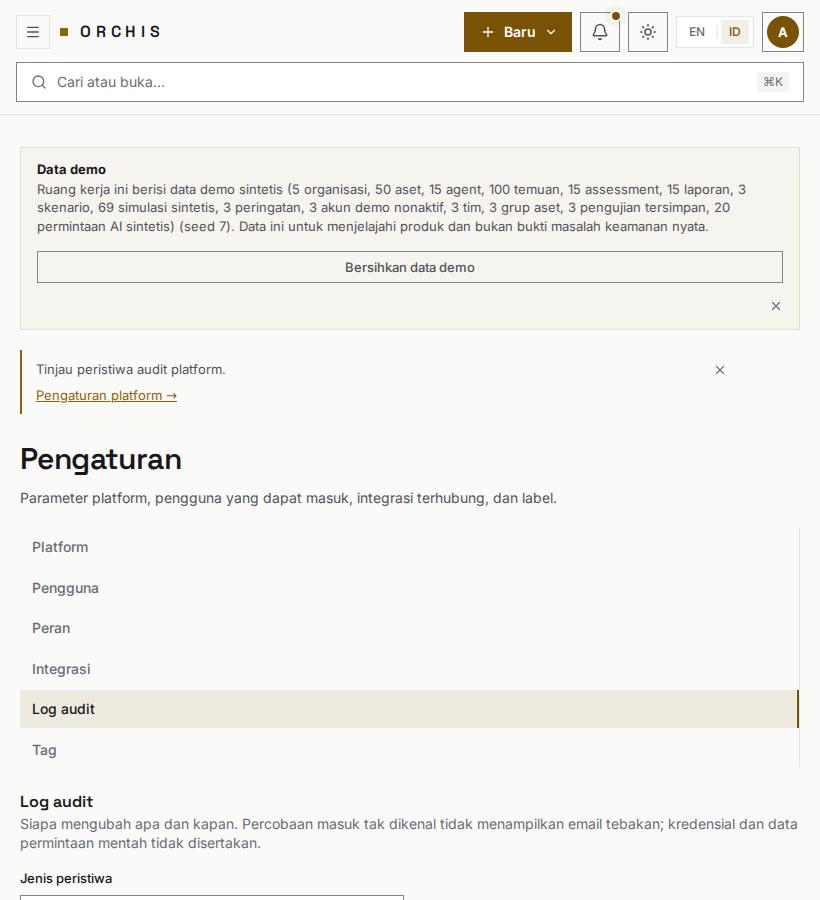 ORCHIS
Baru
EN
ID
A
Cari atau buka...
⌘K
Data demo
Ruang kerja ini berisi data demo sintetis (5 organisasi, 50 aset, 15 agent, 100 temuan, 15 assessment, 15 laporan, 3
skenario, 69 simulasi sintetis, 3 peringatan, 3 akun demo nonaktif, 3 tim, 3 grup aset, 3 pengujian tersimpan, 20
permintaan AI sintetis) (seed 7). Data ini untuk menjelajahi produk dan bukan bukti masalah keamanan nyata.
Bersihkan data demo
Tinjau peristiwa audit platform.
Pengaturan platform →
Pengaturan
Parameter platform, pengguna yang dapat masuk, integrasi terhubung, dan label.
Platform
Pengguna
Peran
Integrasi
Log audit
Tag
Log audit
Siapa mengubah apa dan kapan. Percobaan masuk tak dikenal tidak menampilkan email tebakan; kredensial dan data
permintaan mentah tidak disertakan.
Jenis peristiwa